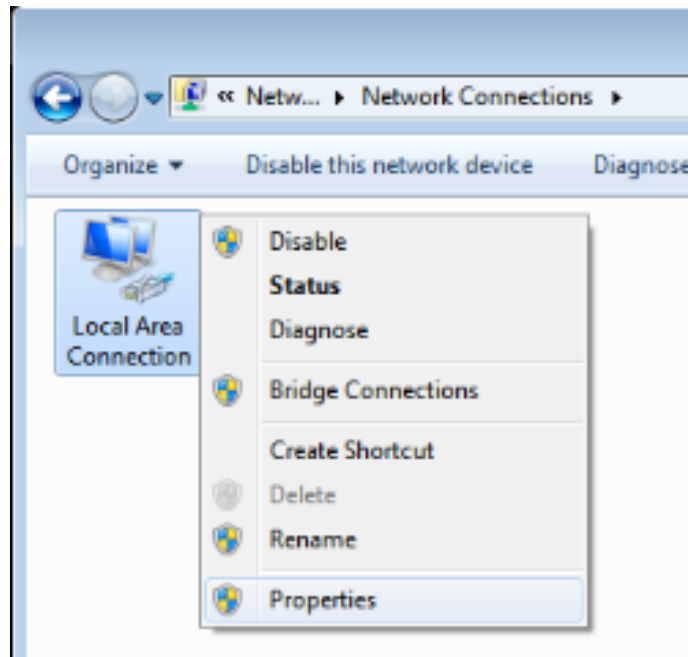 « Netw... ▸ Network Connections ▸
Organize ▾ Disable this network device Diagnose
Local Area
Connection
Disable
Status
Diagnose
Bridge Connections
Create Shortcut
Delete
Rename
Properties